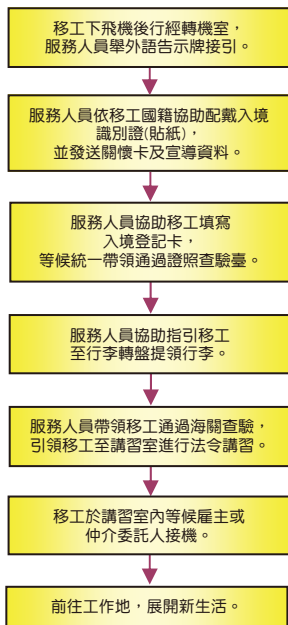 移工下飛機後行經轉機室，
服務人員舉外語告示牌接引。
服務人員依移工國籍協助配戴入境
識別證(貼紙)，
並發送關懷卡及宣導資料。
服務人員協助移工填寫
入境登記卡，
等候統一帶領通過證照查驗臺。
服務人員協助指引移工
至行李轉盤提領行李。
服務人員帶領移工通過海關查驗，
引領移工至講習室進行法令講習。
移工於講習室內等候雇主或
仲介委託人接機。
前往工作地，展開新生活。